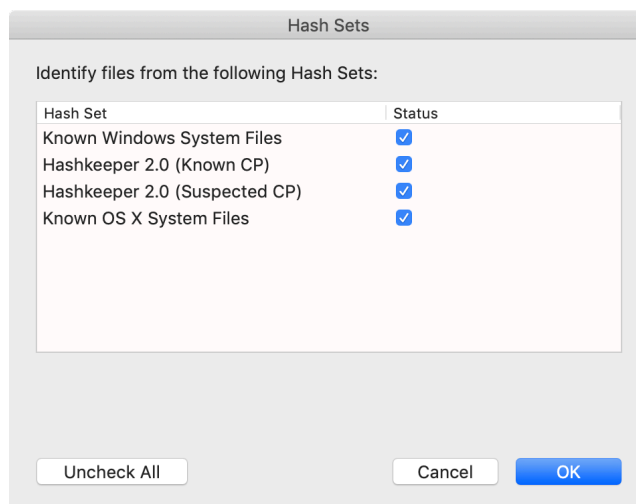 Hash Sets
Identify files from the following Hash Sets:
Hash Set Status
Known Windows System Files
Hashkeeper 2.0 (Known CP)
Hashkeeper 2.0 (Suspected CP)
Known OS X System Files
Uncheck All Cancel OK